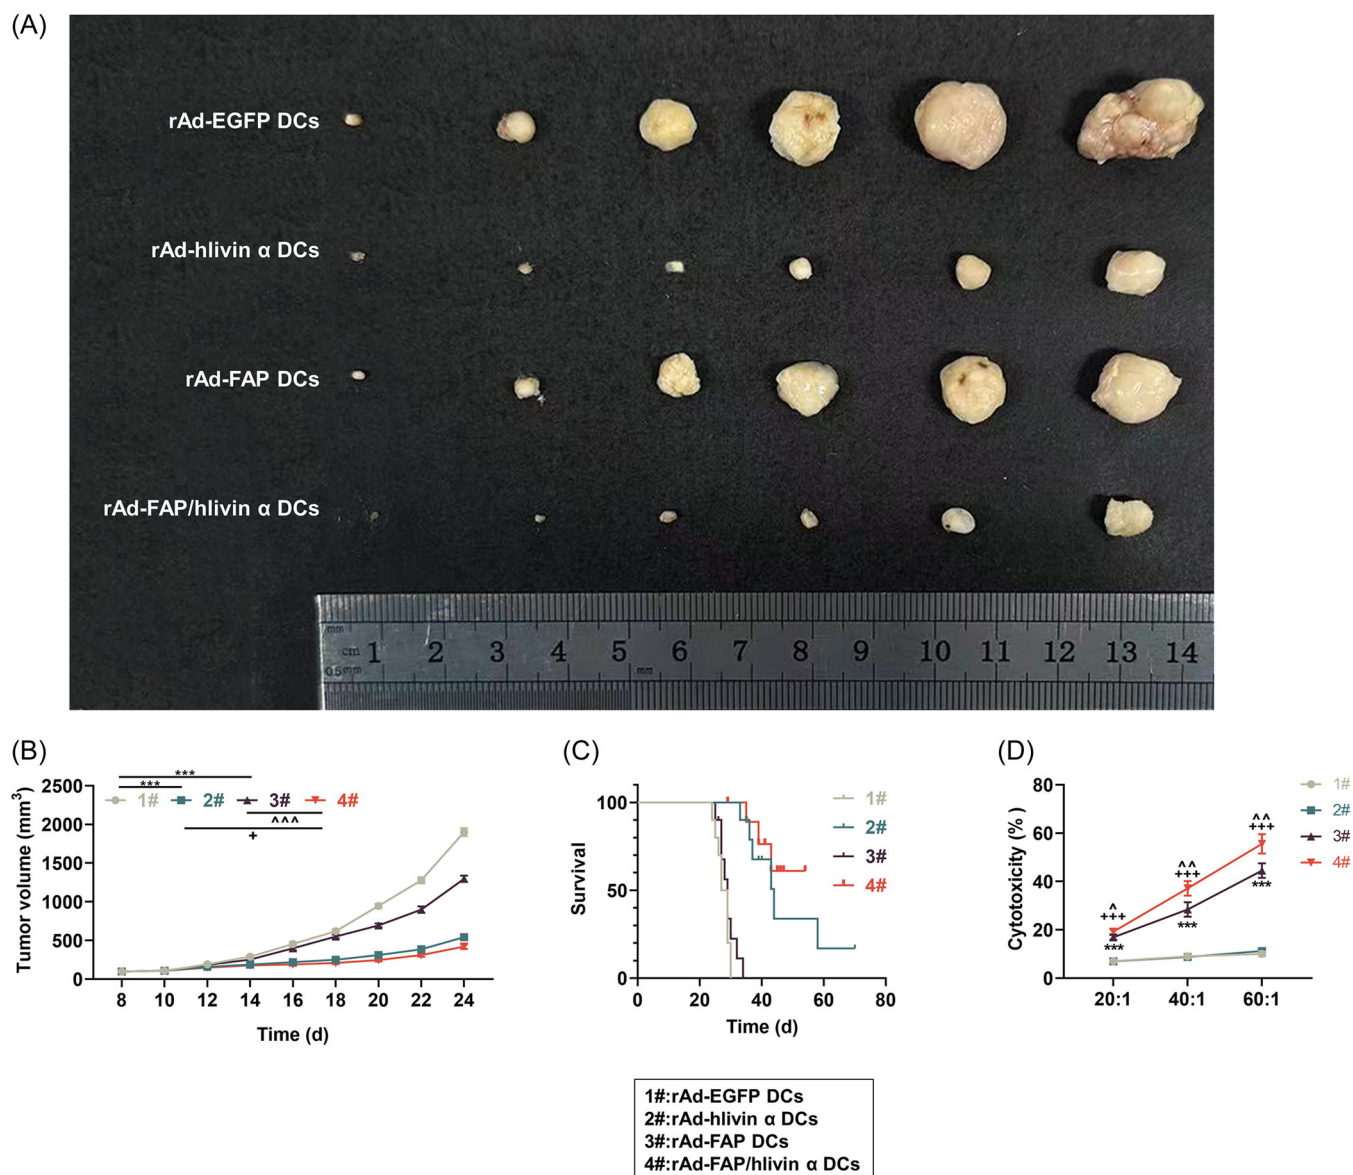 (A)
rAd-EGFP DCs
rAd-hlivin α DCs
rAd-FAP DCs
rAd-FAP/hlivin α DCs
mm
cm 1 2 3 4 5 6 7 8 9 10 11 12 13 14
0.5mm mm
(B)
*** 
***
1# 2# 3# 4#
^^^
+
Tumor volume (mm³)
2500
2000
1500
1000
500
0
8 10 12 14 16 18 20 22 24
Time (d)
(C)
Survival
100
50
0
0 20 40 60 80
Time (d)
1#
2#
3#
4#
(D)
Cytotoxicity (% )
80
60
40
20
0
^
+++
***
^^
+++
***
^^
+++
***
20:1 40:1 60:1
1#
2#
3#
4#
1#:rAd-EGFP DCs
2#:rAd-hlivin α DCs
3#:rAd-FAP DCs
4#:rAd-FAP/hlivin α DCs